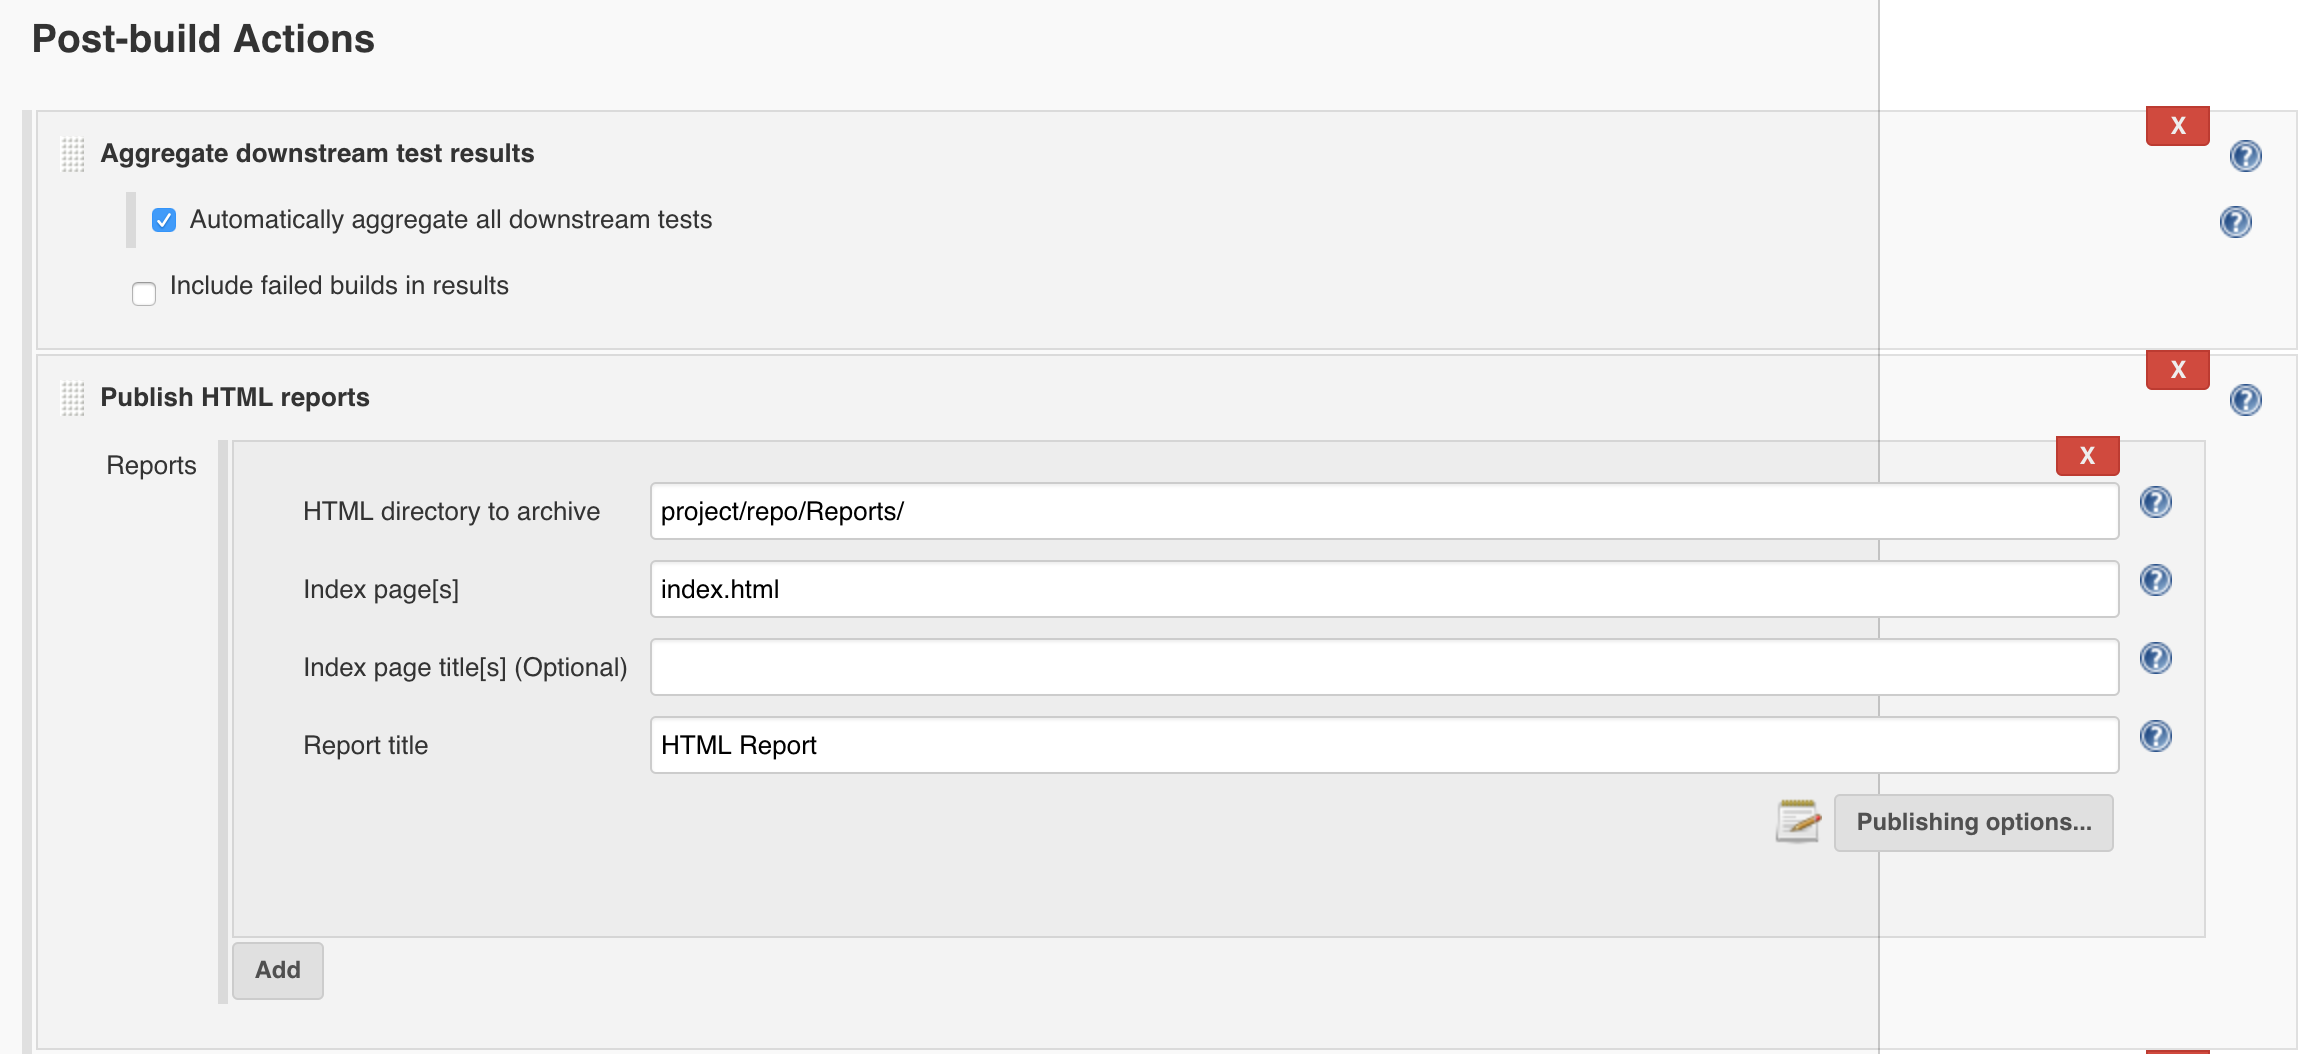 Post-build Actions
X
Aggregate downstream test results
?
Automatically aggregate all downstream tests
?
Include failed builds in results
X
Publish HTML reports
?
Reports
X
HTML directory to archive project/repo/Reports/
?
Index page[s] index.html
?
Index page title[s] (Optional)
?
Report title HTML Report
?
Publishing options...
Add